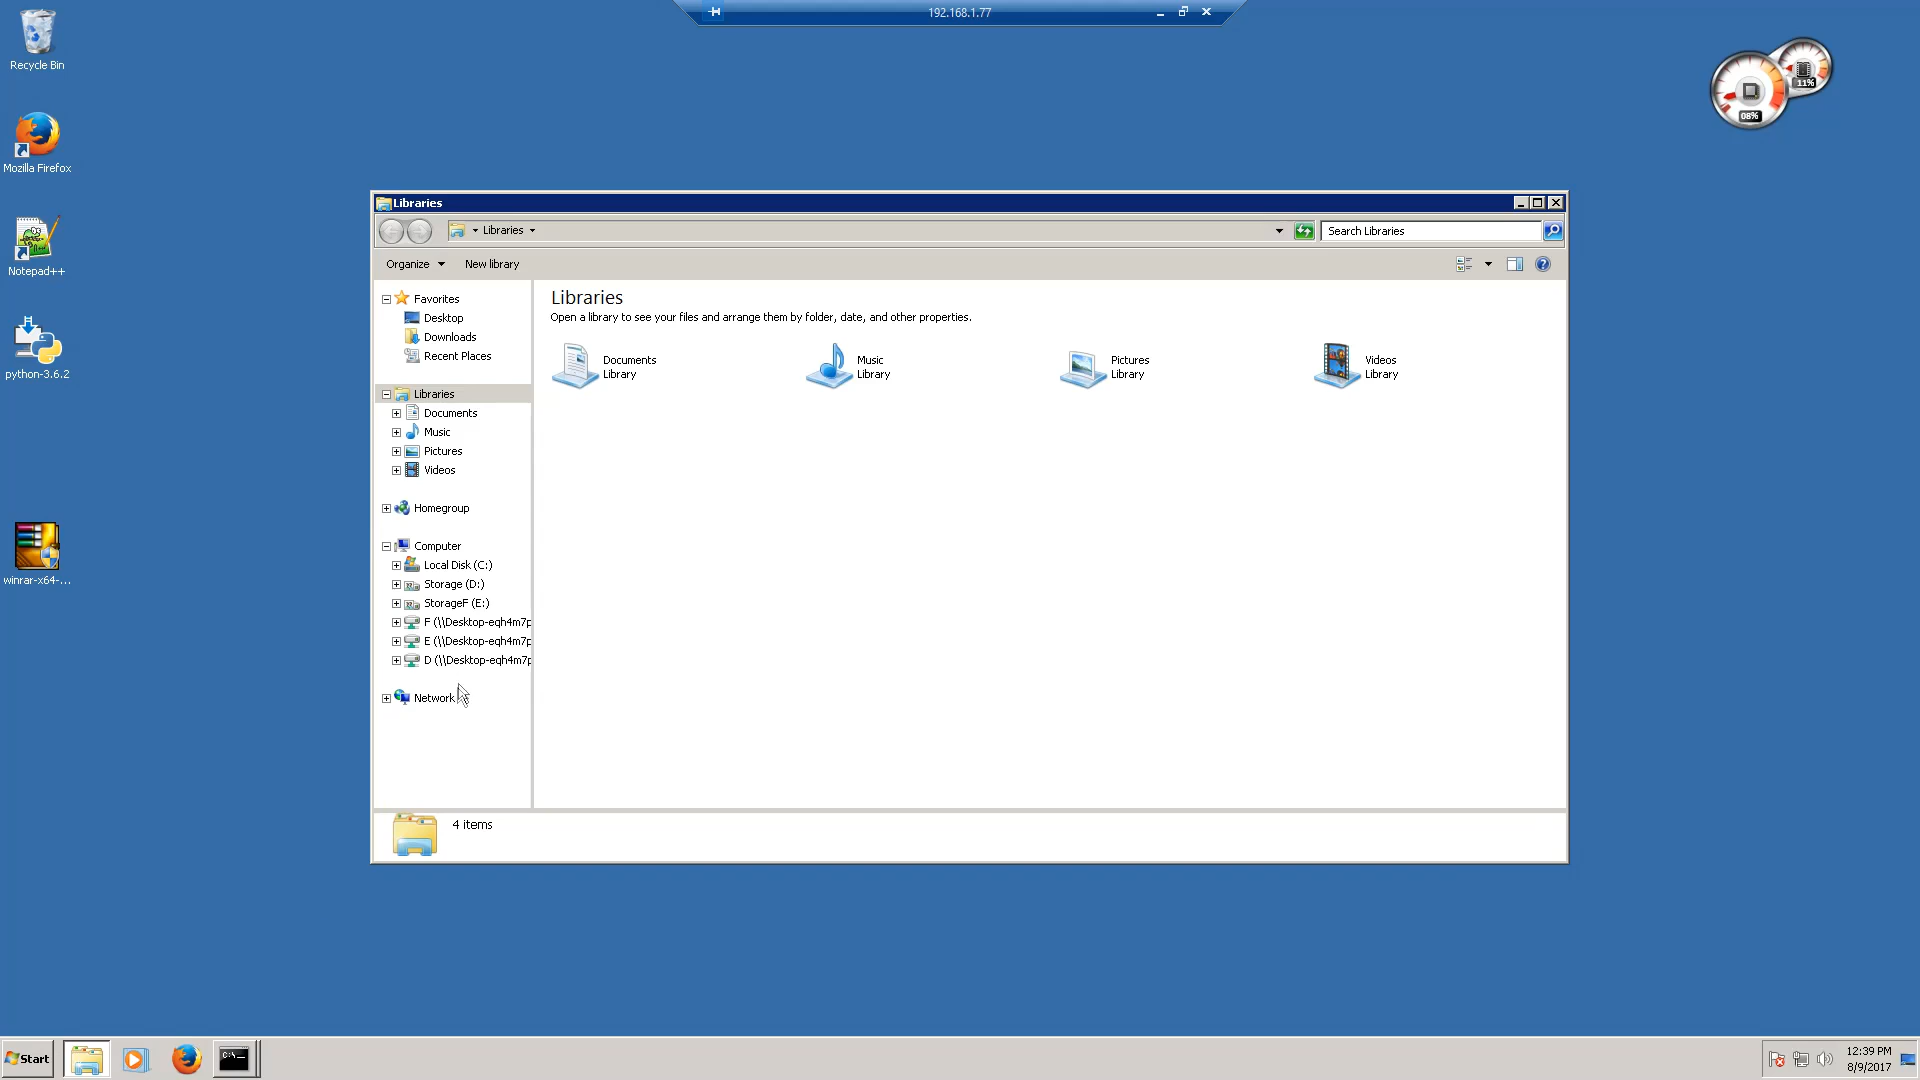 192.168.1.77
Recycle Bin
Mozilla Firefox
Notepad++
python-3.6.2
winrar-x64-...
11%
08%
Libraries
Libraries
Search Libraries
Organize
New library
Favorites
Desktop
Downloads
Recent Places
Libraries
Documents
Music
Pictures
Videos
Homegroup
Computer
Local Disk (C:)
Storage (D:)
StorageF (E:)
F (\\Desktop-eqh4m7p
E (\\Desktop-eqh4m7p
D (\\Desktop-eqh4m7p
Network
Libraries
Open a library to see your files and arrange them by folder, date, and other properties.
Documents
Library
Music
Library
Pictures
Library
Videos
Library
4 items
Start
C:\_
12:39 PM
8/9/2017